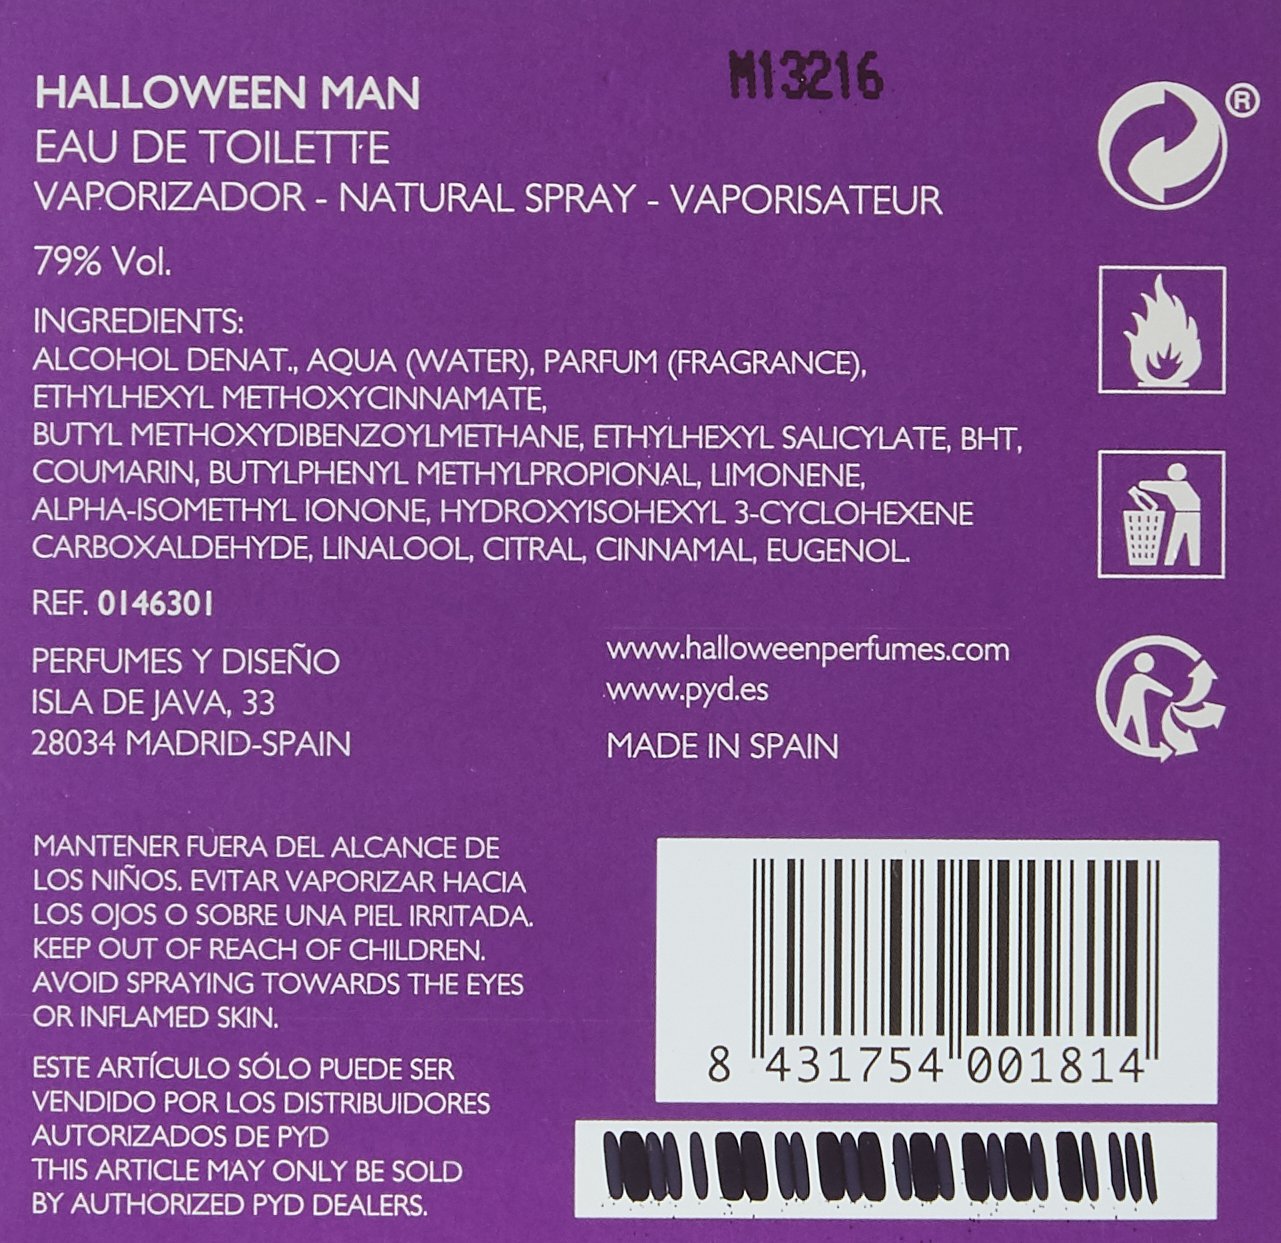 M13216
HALLOWEEN MAN
EAU DE TOILETTE
VAPORIZADOR - NATURAL SPRAY - VAPORISATEUR
79% Vol.
INGREDIENTS:
ALCOHOL DENAT., AQUA (WATER), PARFUM (FRAGRANCE),
ETHYLHEXYL METHOXYCINNAMATE,
BUTYL METHOXYDIBENZOYLMETHANE, ETHYLHEXYL SALICYLATE, BHT,
COUMARIN, BUTYLPHENYL METHYLPROPIONAL, LIMONENE,
ALPHA-ISOMETHYL IONONE, HYDROXYISOHEXYL 3-CYCLOHEXENE
CARBOXALDEHYDE, LINALOOL, CITRAL, CINNAMAL, EUGENOL.
REF. 0146301
PERFUMES Y DISEÑO
ISLA DE JAVA, 33
28034 MADRID-SPAIN
www.halloweenperfumes.com
www.pyd.es
MADE IN SPAIN
MANTENER FUERA DEL ALCANCE DE
LOS NIÑOS. EVITAR VAPORIZAR HACIA
LOS OJOS O SOBRE UNA PIEL IRRITADA.
KEEP OUT OF REACH OF CHILDREN.
AVOID SPRAYING TOWARDS THE EYES
OR INFLAMED SKIN.
ESTE ARTÍCULO SÓLO PUEDE SER
VENDIDO POR LOS DISTRIBUIDORES
AUTORIZADOS DE PYD
THIS ARTICLE MAY ONLY BE SOLD
BY AUTHORIZED PYD DEALERS.
®
8 431754 001814